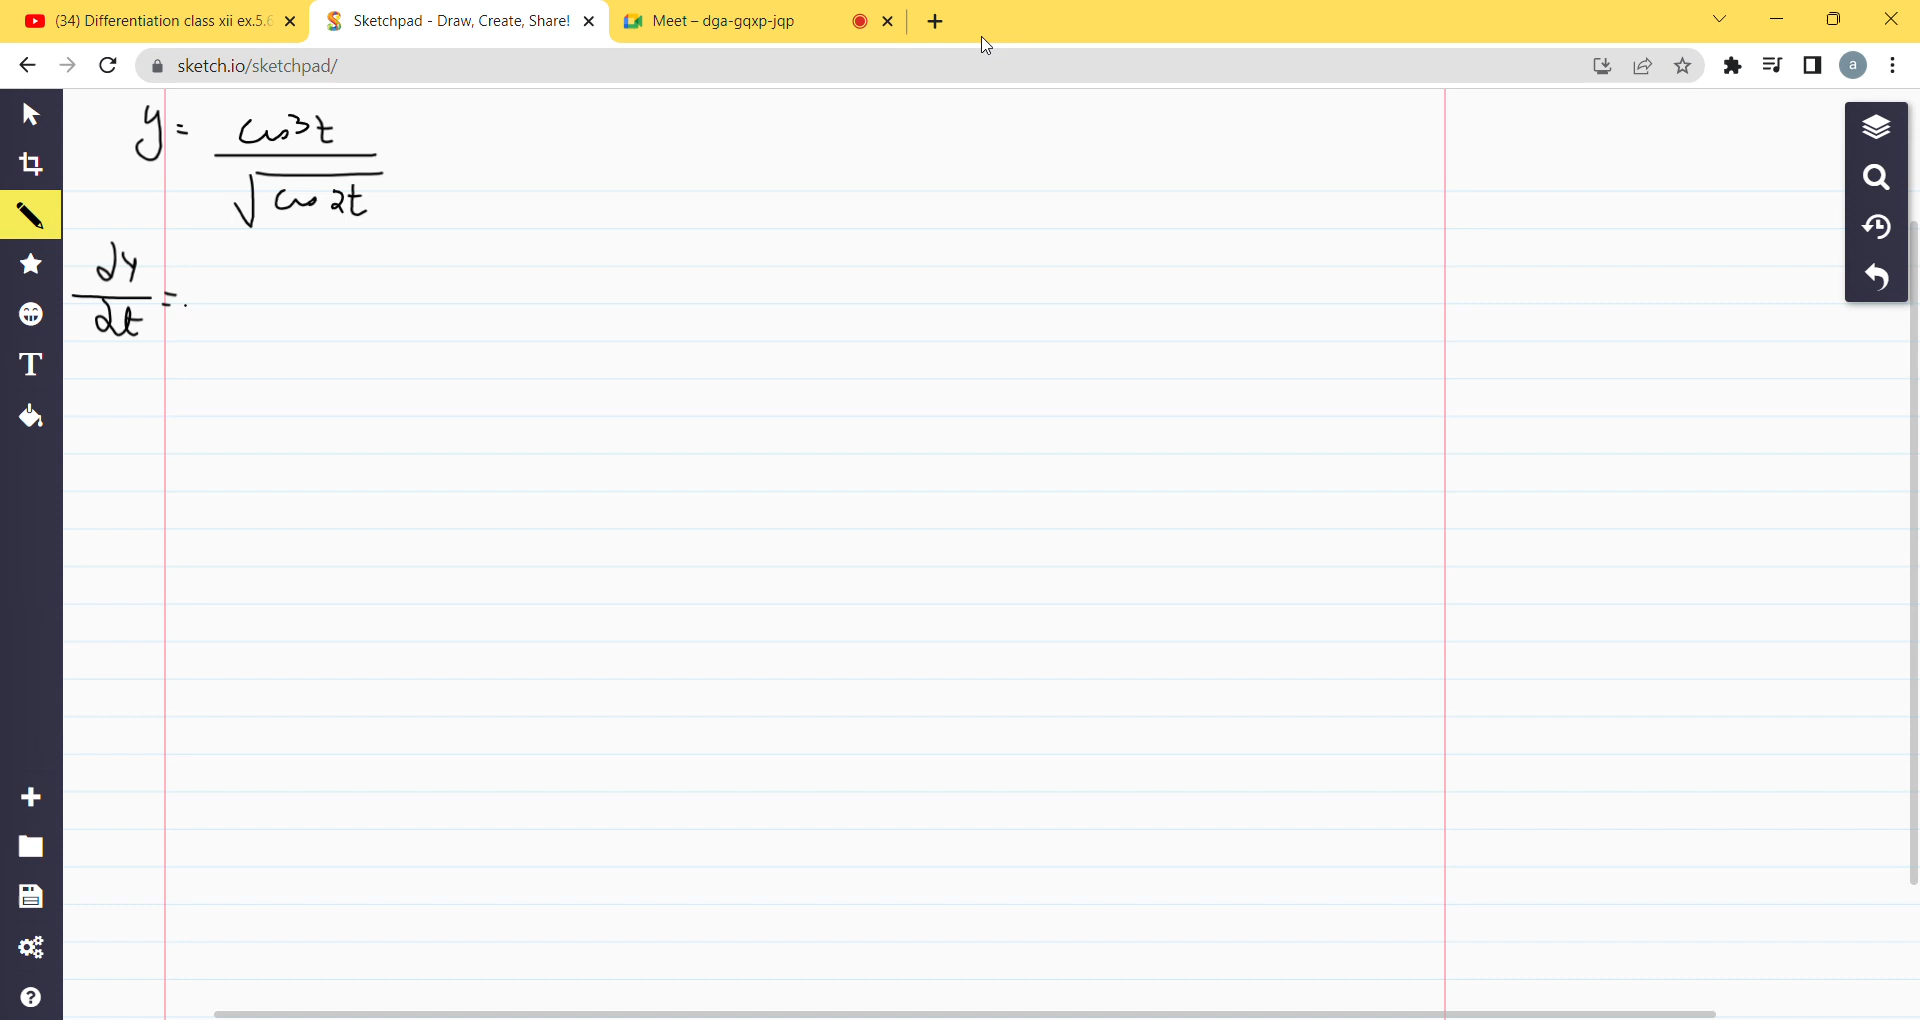 (34) Differentiation class xii ex.5.6
Sketchpad - Draw, Create, Share!
Meet – dga-gqxp-jqp
sketch.io/sketchpad/
a
y = cos³t / √cos 2t
dy/dt =
T
?